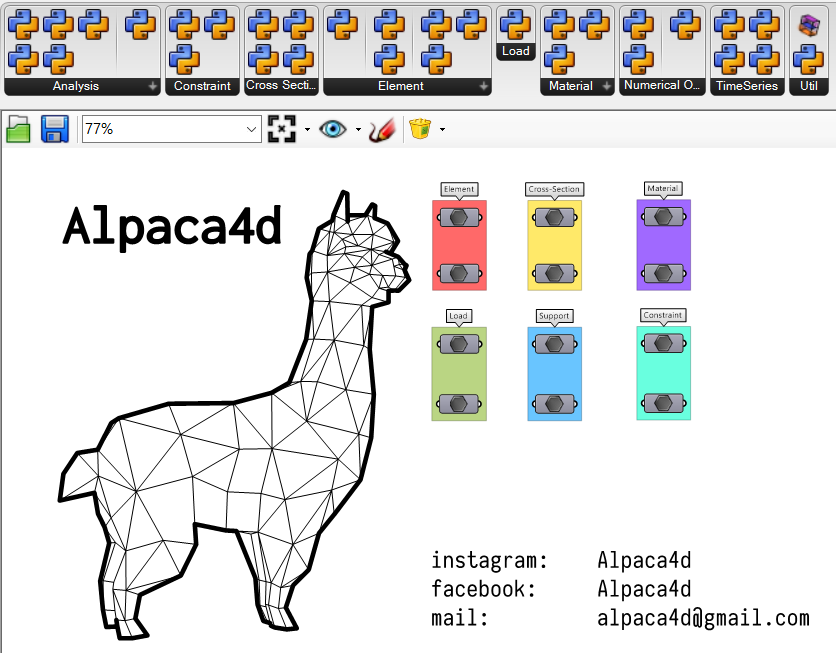 Analysis
Constraint
Cross Secti...
Element
Load
Material
Numerical O...
TimeSeries
Util
77%
Alpaca4d
Element
Cross-Section
Material
Load
Support
Constraint
instagram: Alpaca4d
facebook: Alpaca4d
mail: alpaca4d@gmail.com